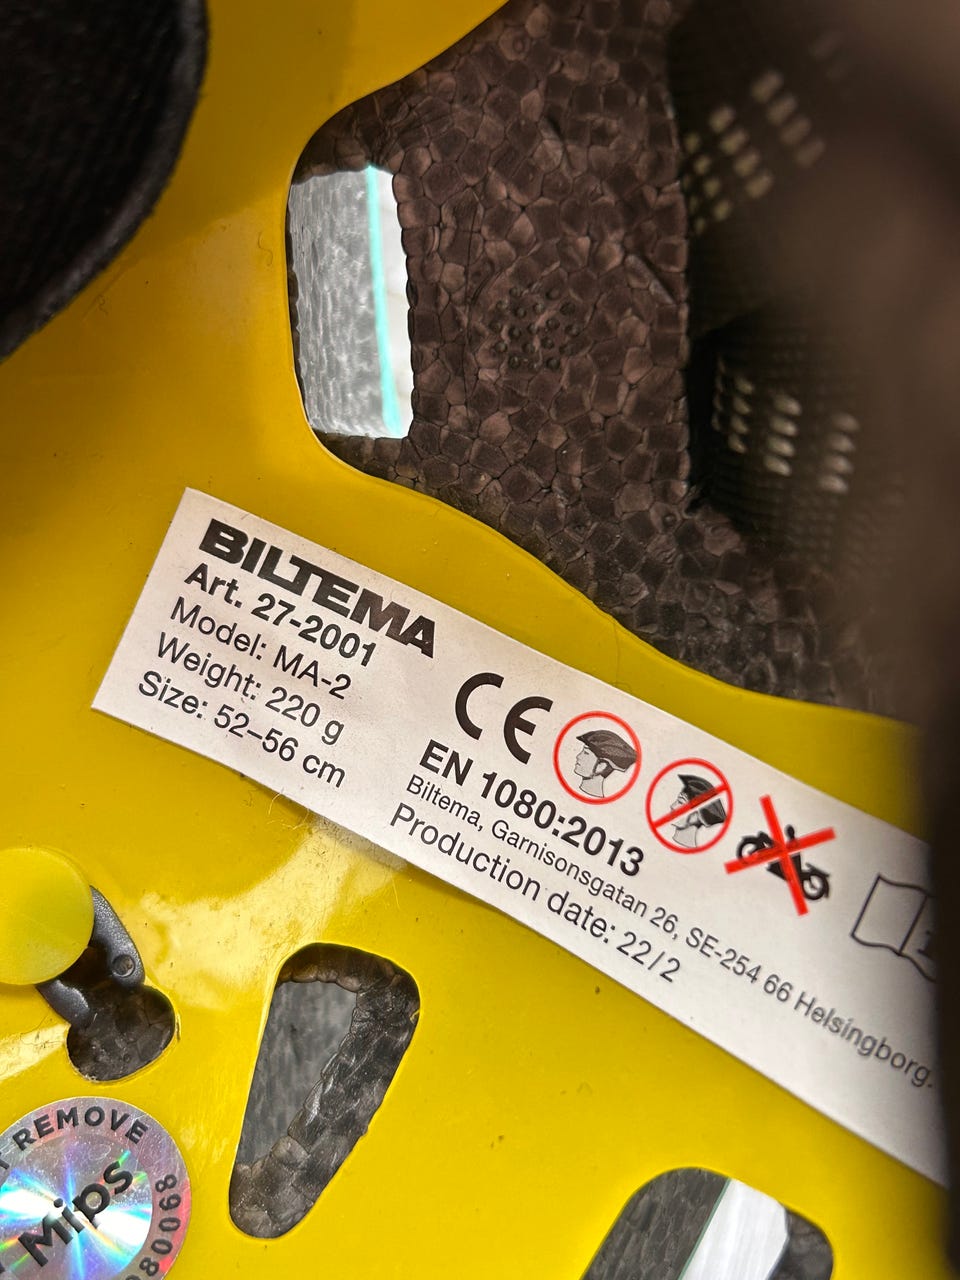 BILTEMA
Art. 27-2001
Model: MA-2
Weight: 220 g
Size: 52–56 cm
CE
EN 1080:2013
Biltema, Garnisonsgatan 26, SE-254 66 Helsingborg.
Production date: 22/2
REMOVE
Mips